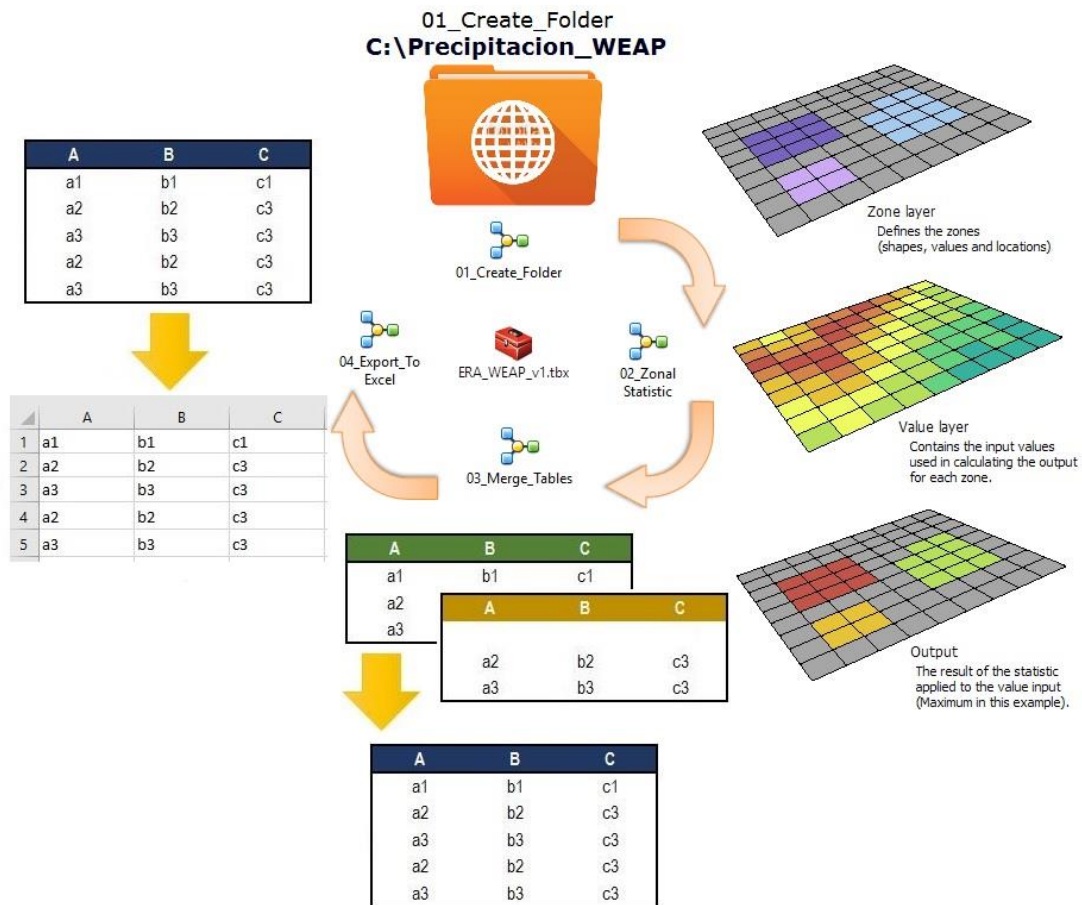 01_Create_Folder
C:\Precipitacion_WEAP
A B C
a1 b1 c1
a2 b2 c3
a3 b3 c3
a2 b2 c3
a3 b3 c3
A B C
1 a1 b1 c1
2 a2 b2 c3
3 a3 b3 c3
4 a2 b2 c3
5 a3 b3 c3
01_Create_Folder
04_Export_To
Excel
ERA_WEAP_v1.tbx
02_Zonal
Statistic
03_Merge_Tables
Zone layer
Defines the zones
(shapes, values and locations)
Value layer
Contains the input values
used in calculating the output
for each zone.
Output
The result of the statistic
applied to the value input
(Maximum in this example).
A B C
a1 b1 c1
a2
a3
A B C
a2 b2 c3
a3 b3 c3
A B C
a1 b1 c1
a2 b2 c3
a3 b3 c3
a2 b2 c3
a3 b3 c3